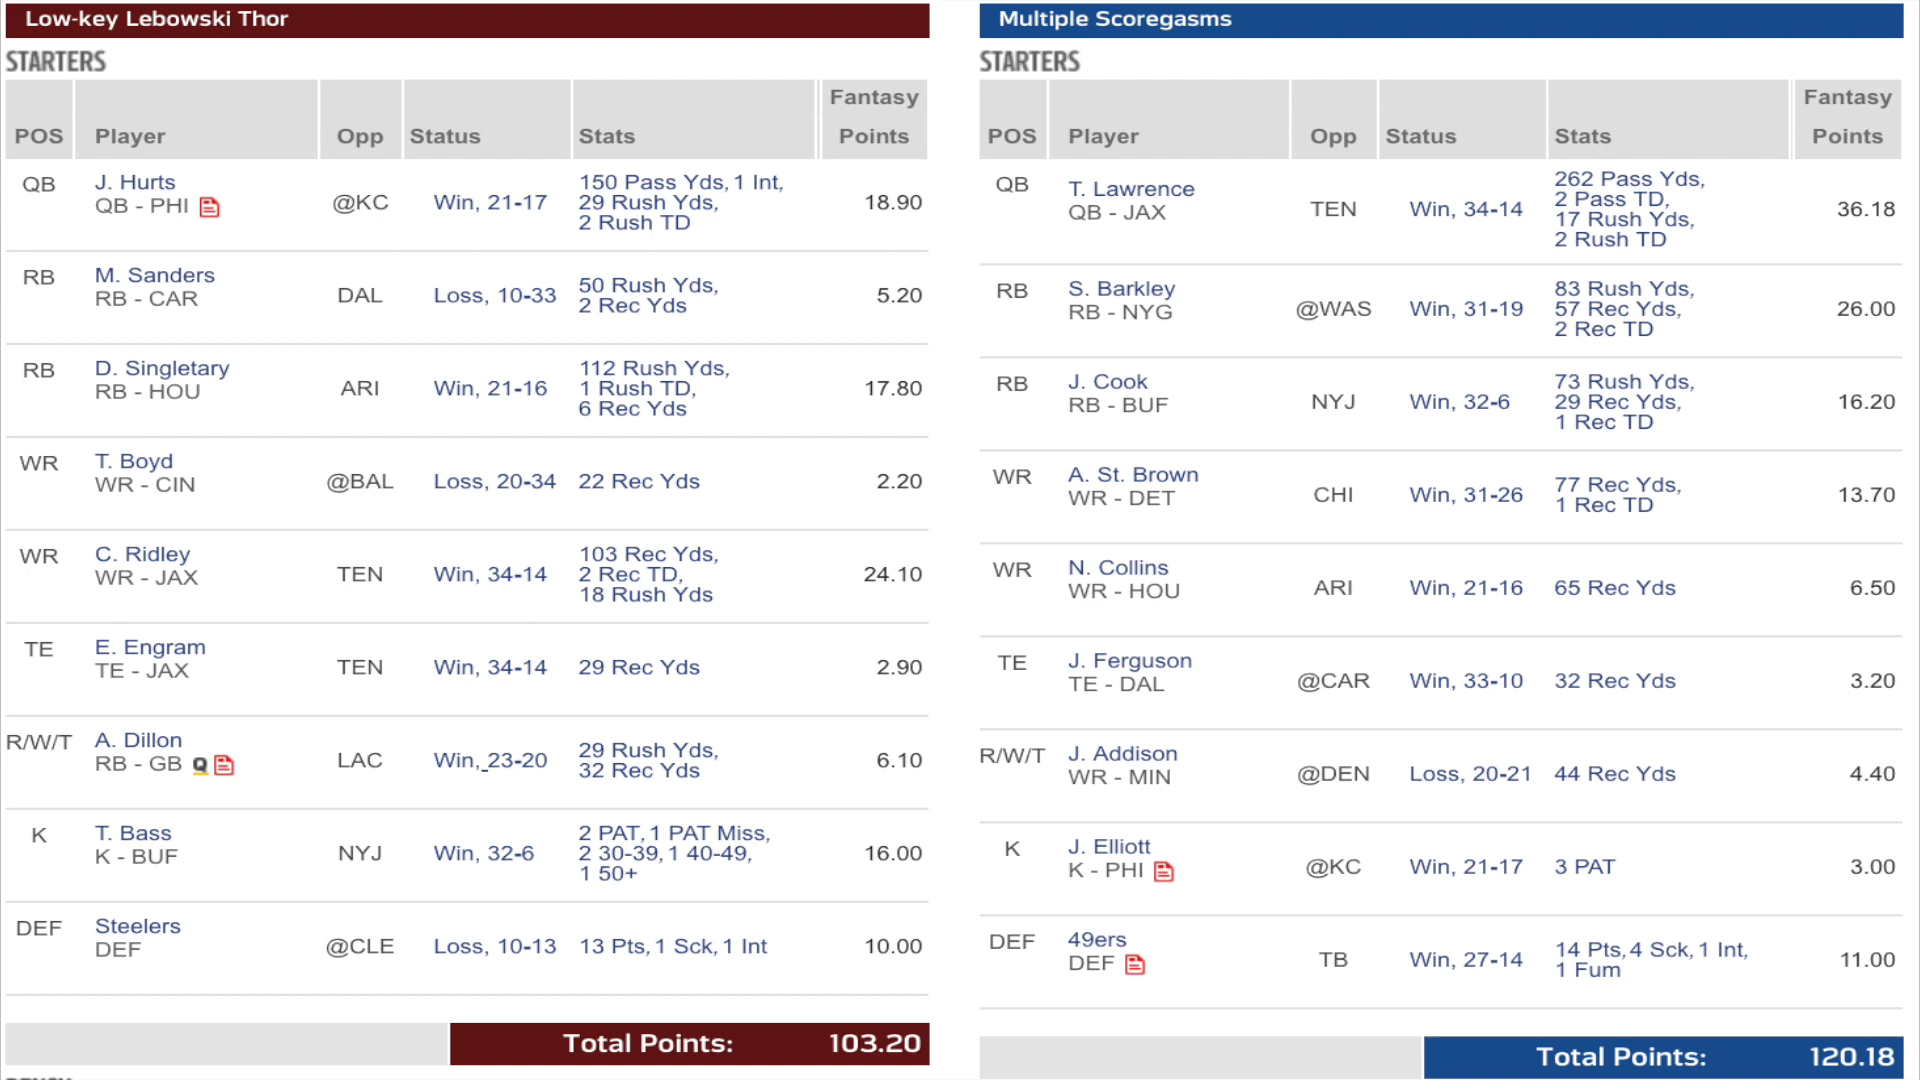 Low-key Lebowski Thor
STARTERS
POS Player Opp Status Stats Fantasy Points
QB J. Hurts @KC Win, 21-17 150 Pass Yds, 1 Int, 18.90
QB - PHI 29 Rush Yds,
2 Rush TD
RB M. Sanders DAL Loss, 10-33 50 Rush Yds, 5.20
RB - CAR 2 Rec Yds
RB D. Singletary ARI Win, 21-16 112 Rush Yds, 17.80
RB - HOU 1 Rush TD,
6 Rec Yds
WR T. Boyd @BAL Loss, 20-34 22 Rec Yds 2.20
WR - CIN
WR C. Ridley TEN Win, 34-14 103 Rec Yds, 24.10
WR - JAX 2 Rec TD,
18 Rush Yds
TE E. Engram TEN Win, 34-14 29 Rec Yds 2.90
TE - JAX
R/W/T A. Dillon LAC Win, 23-20 29 Rush Yds, 6.10
RB - GB Q 32 Rec Yds
K T. Bass NYJ Win, 32-6 2 PAT, 1 PAT Miss, 16.00
K - BUF 2 30-39, 1 40-49,
1 50+
DEF Steelers @CLE Loss, 10-13 13 Pts, 1 Sck, 1 Int 10.00
DEF
Total Points: 103.20
Multiple Scoregasms
STARTERS
POS Player Opp Status Stats Fantasy Points
QB T. Lawrence TEN Win, 34-14 262 Pass Yds, 36.18
QB - JAX 2 Pass TD,
17 Rush Yds,
2 Rush TD
RB S. Barkley @WAS Win, 31-19 83 Rush Yds, 26.00
RB - NYG 57 Rec Yds,
2 Rec TD
RB J. Cook NYJ Win, 32-6 73 Rush Yds, 16.20
RB - BUF 29 Rec Yds,
1 Rec TD
WR A. St. Brown CHI Win, 31-26 77 Rec Yds, 13.70
WR - DET 1 Rec TD
WR N. Collins ARI Win, 21-16 65 Rec Yds 6.50
WR - HOU
TE J. Ferguson @CAR Win, 33-10 32 Rec Yds 3.20
TE - DAL
R/W/T J. Addison @DEN Loss, 20-21 44 Rec Yds 4.40
WR - MIN
K J. Elliott @KC Win, 21-17 3 PAT 3.00
K - PHI
DEF 49ers TB Win, 27-14 14 Pts, 4 Sck, 1 Int, 11.00
DEF 1 Fum
Total Points: 120.18